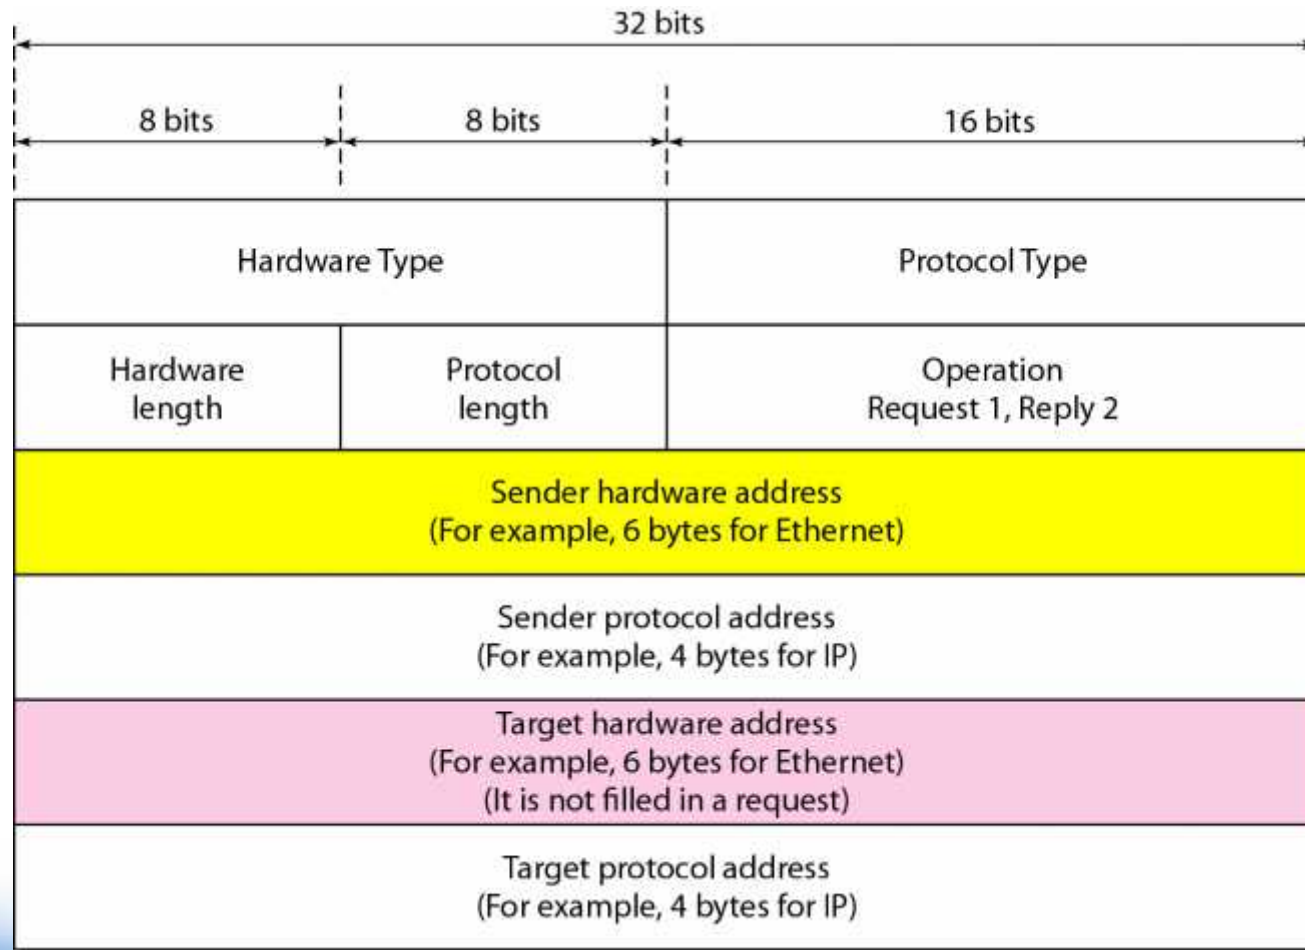 32 bits
8 bits
8 bits
16 bits
Hardware Type
Protocol Type
Hardware
length
Protocol
length
Operation
Request 1, Reply 2
Sender hardware address
(For example, 6 bytes for Ethernet)
Sender protocol address
(For example, 4 bytes for IP)
Target hardware address
(For example, 6 bytes for Ethernet)
(It is not filled in a request)
Target protocol address
(For example, 4 bytes for IP)